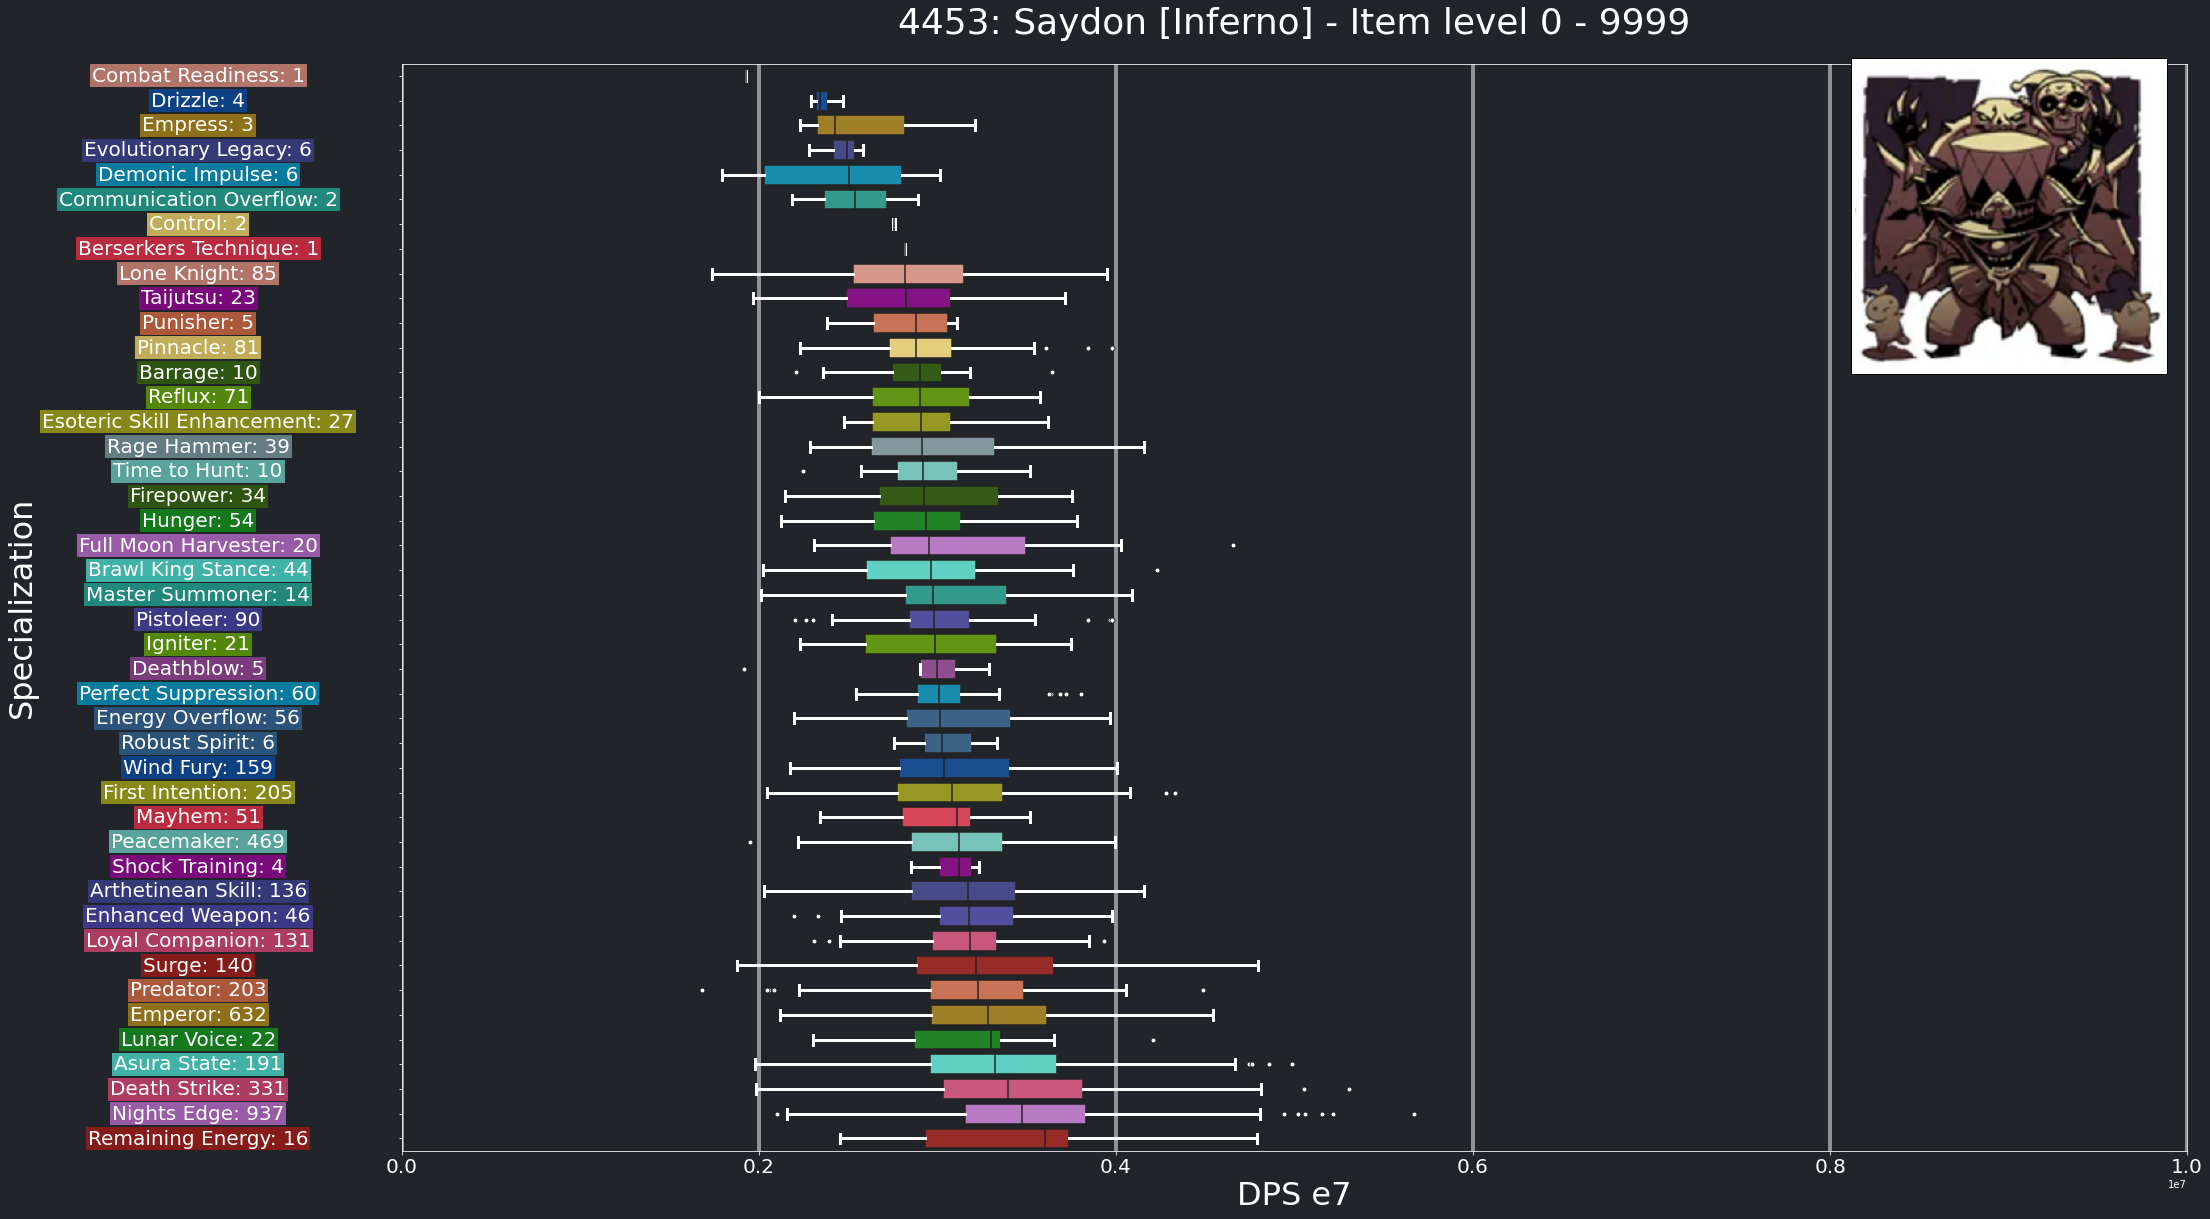 4453: Saydon [Inferno] - Item level 0 - 9999
Specialization
Combat Readiness: 1
Drizzle: 4
Empress: 3
Evolutionary Legacy: 6
Demonic Impulse: 6
Communication Overflow: 2
Control: 2
Berserkers Technique: 1
Lone Knight: 85
Taijutsu: 23
Punisher: 5
Pinnacle: 81
Barrage: 10
Reflux: 71
Esoteric Skill Enhancement: 27
Rage Hammer: 39
Time to Hunt: 10
Firepower: 34
Hunger: 54
Full Moon Harvester: 20
Brawl King Stance: 44
Master Summoner: 14
Pistoleer: 90
Igniter: 21
Deathblow: 5
Perfect Suppression: 60
Energy Overflow: 56
Robust Spirit: 6
Wind Fury: 159
First Intention: 205
Mayhem: 51
Peacemaker: 469
Shock Training: 4
Arthetinean Skill: 136
Enhanced Weapon: 46
Loyal Companion: 131
Surge: 140
Predator: 203
Emperor: 632
Lunar Voice: 22
Asura State: 191
Death Strike: 331
Nights Edge: 937
Remaining Energy: 16
0.0 0.2 0.4 0.6 0.8 1.0
1e7
DPS e7